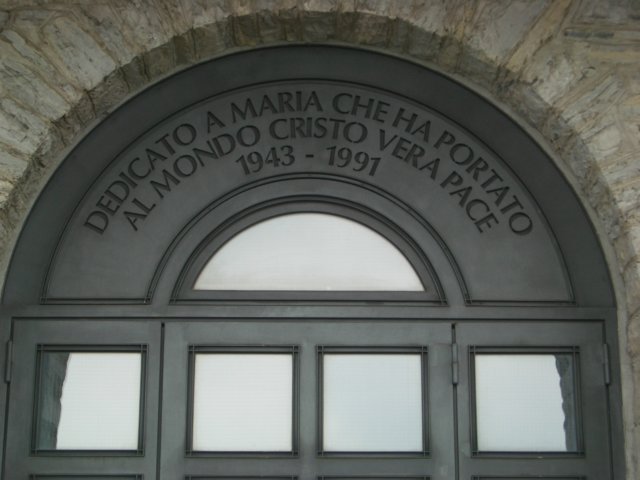 DEDICATO A MARIA CHE HA PORTATO
AL MONDO CRISTO VERA PACE
1943 - 1991